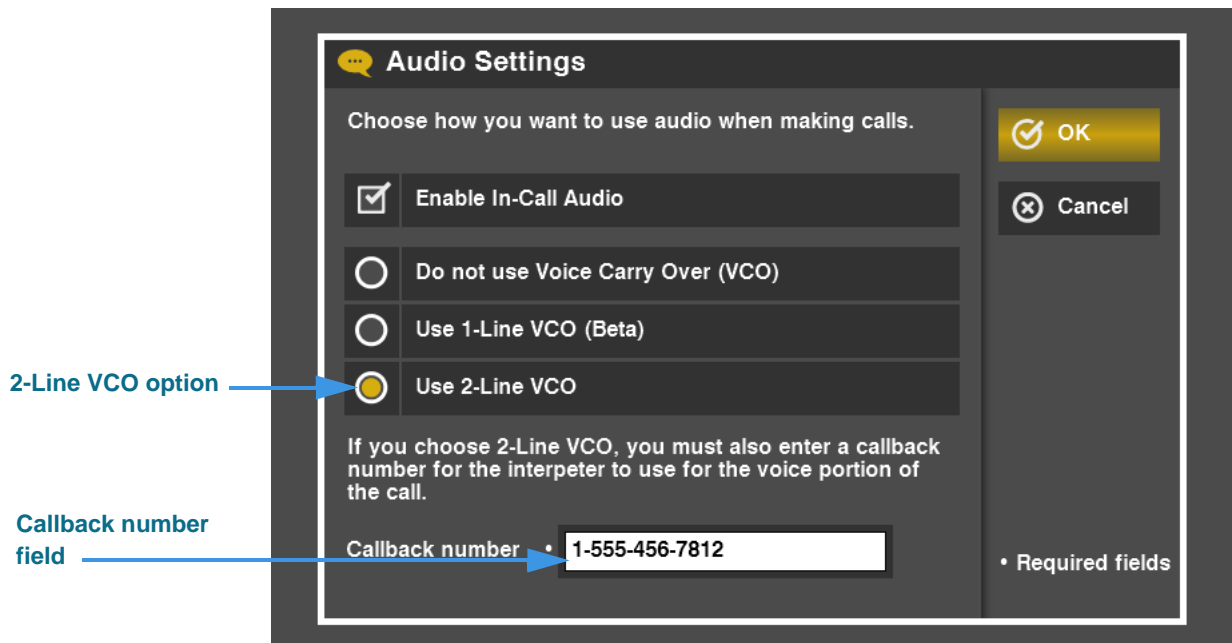 Audio Settings
Choose how you want to use audio when making calls.
OK
Enable In-Call Audio
Cancel
Do not use Voice Carry Over (VCO)
Use 1-Line VCO (Beta)
2-Line VCO option
Use 2-Line VCO
If you choose 2-Line VCO, you must also enter a callback
number for the interpeter to use for the voice portion of
the call.
Callback number
field
Callback number • 1-555-456-7812
• Required fields